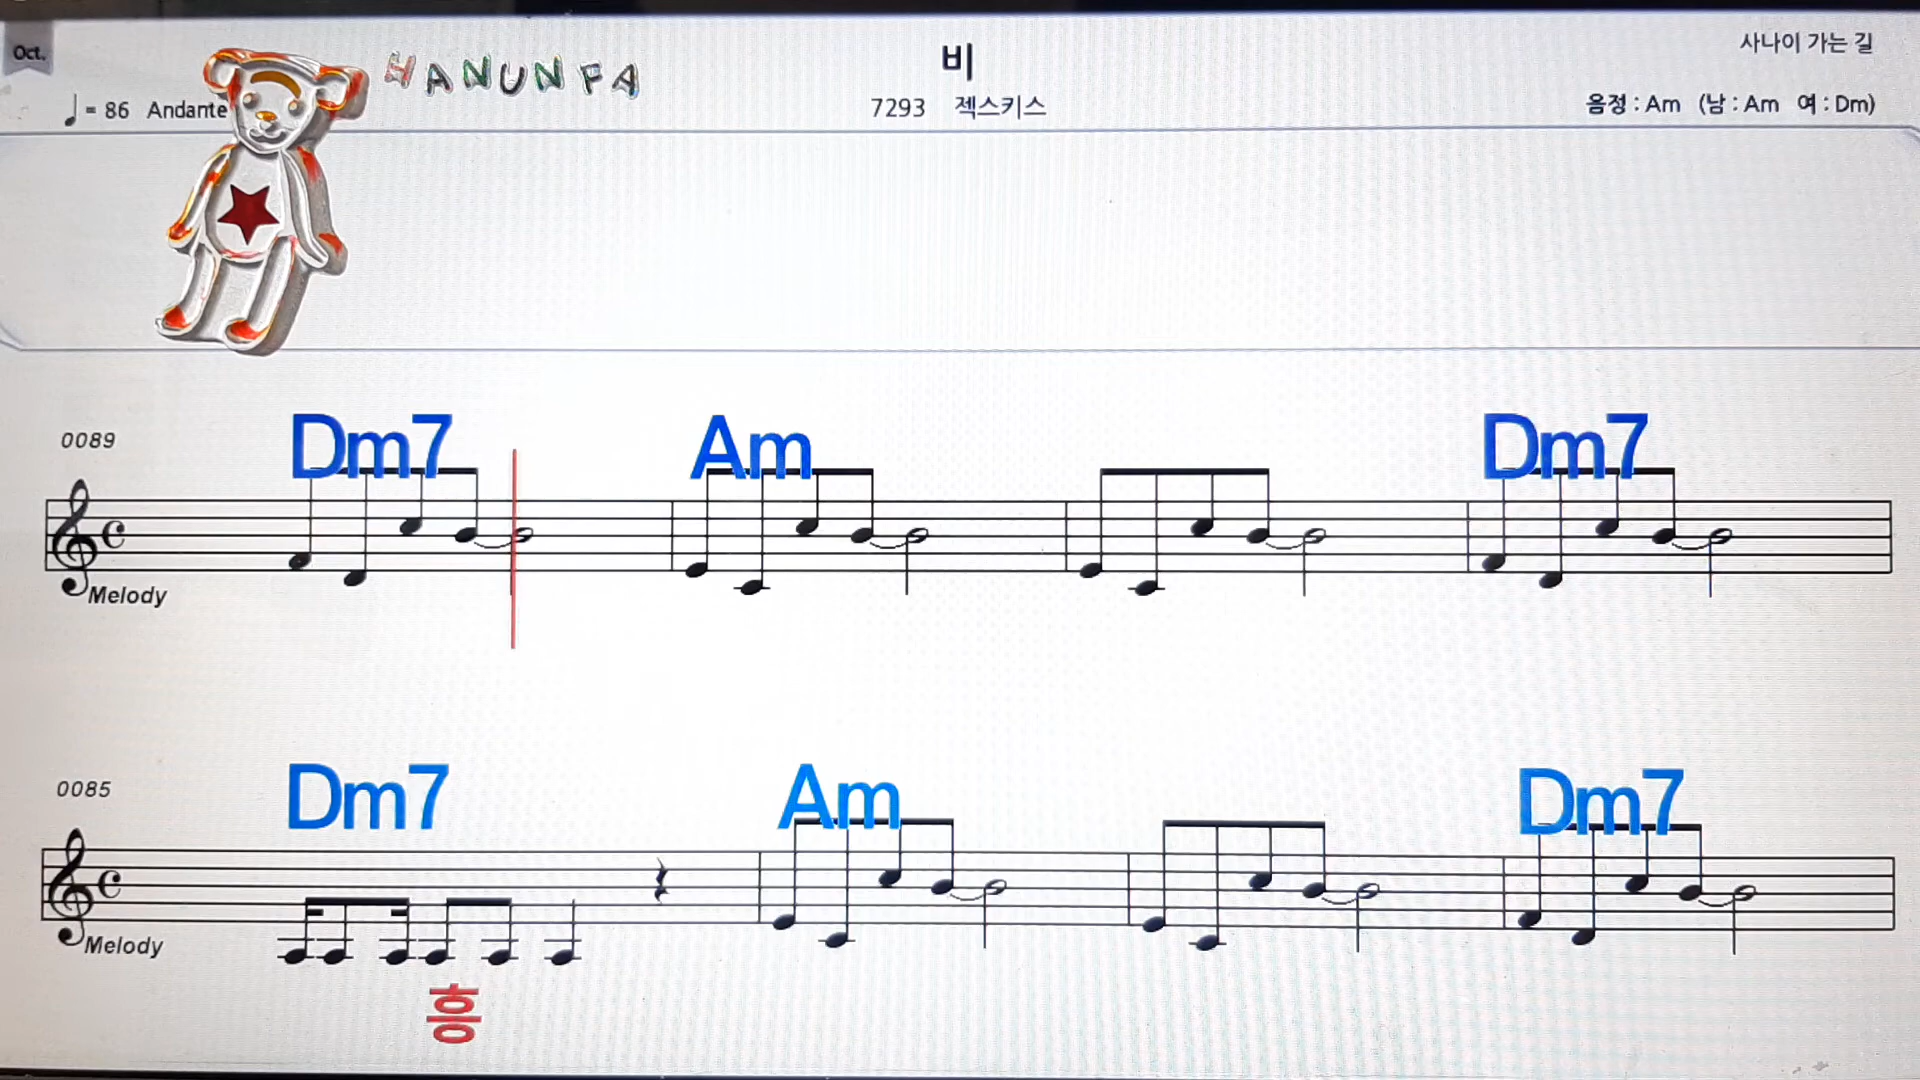 Oct.
HANUNFA
비
사나이 가는 길
♩ = 86 Andante
7293 젝스키스
음정 : Am (남 : Am 여 : Dm)
0089
Dm7 Am Dm7
Melody
0085
Dm7 Am Dm7
Melody
흥